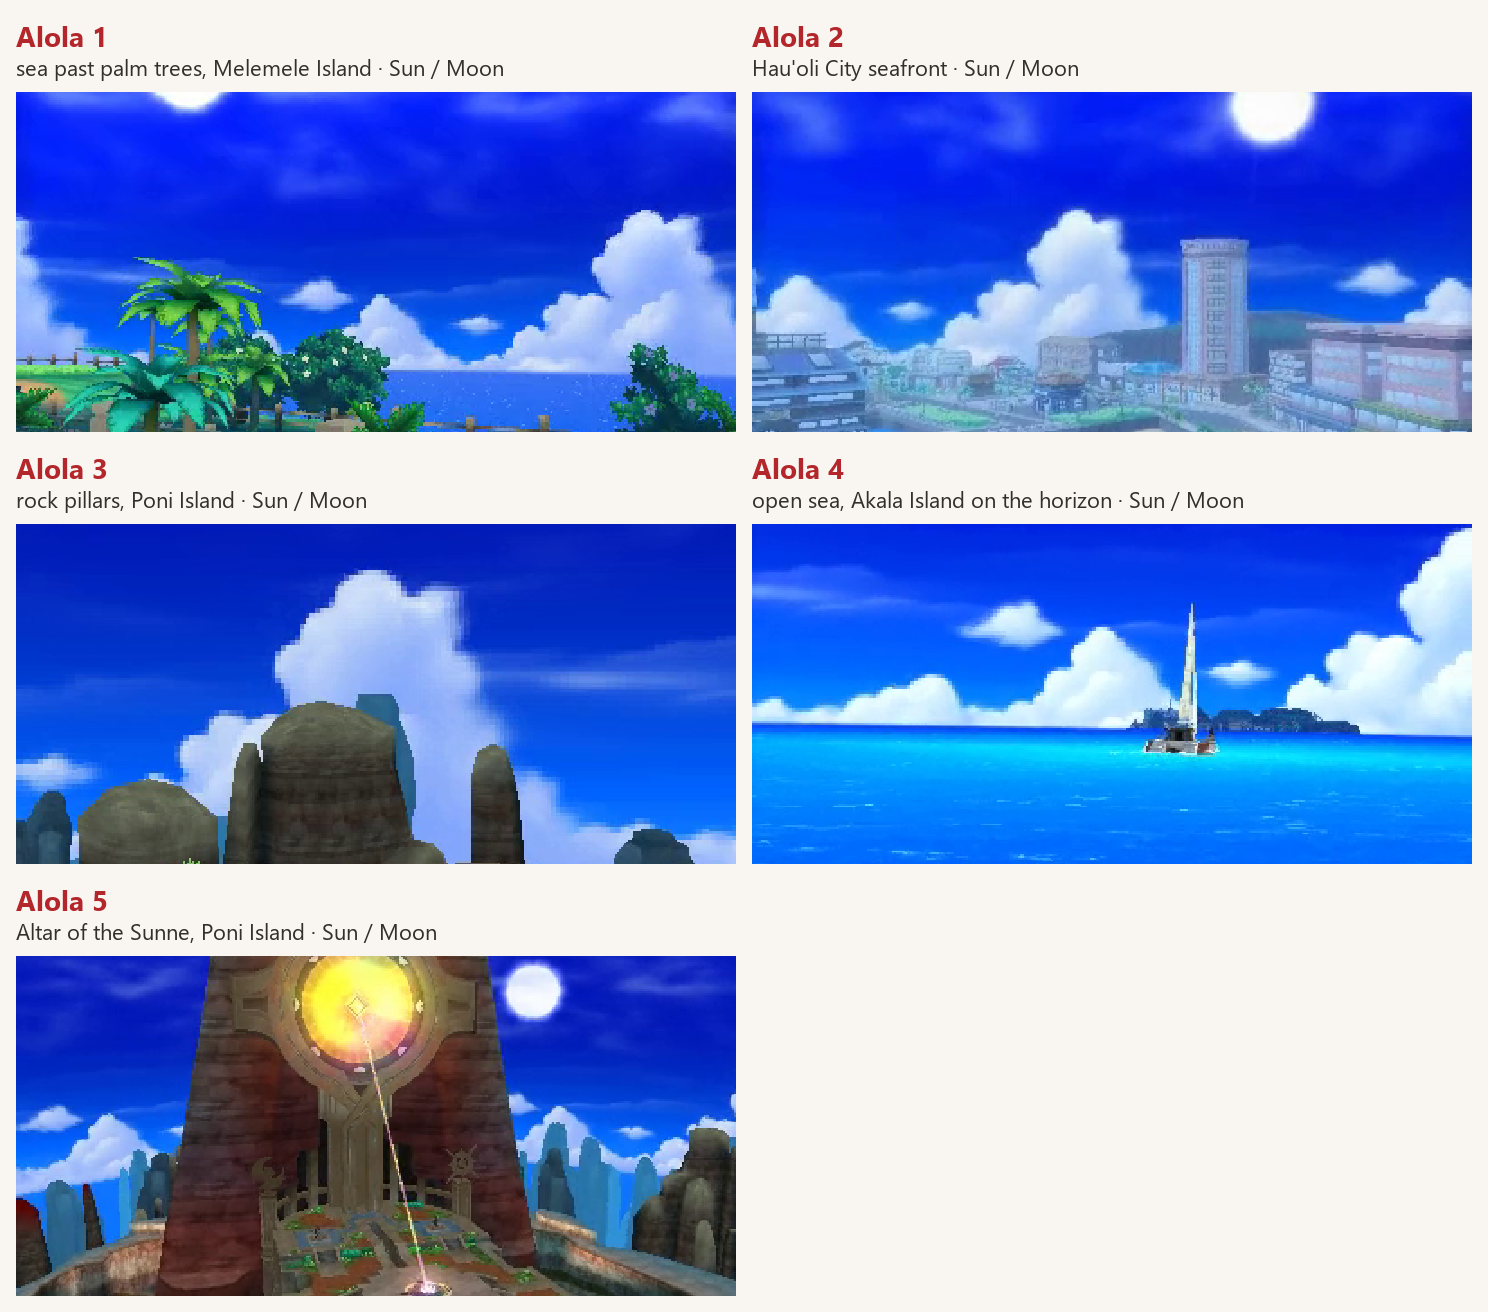 Alola 1
sea past palm trees, Melemele Island · Sun / Moon
Alola 2
Hau'oli City seafront · Sun / Moon
Alola 3
rock pillars, Poni Island · Sun / Moon
Alola 4
open sea, Akala Island on the horizon · Sun / Moon
Alola 5
Altar of the Sunne, Poni Island · Sun / Moon